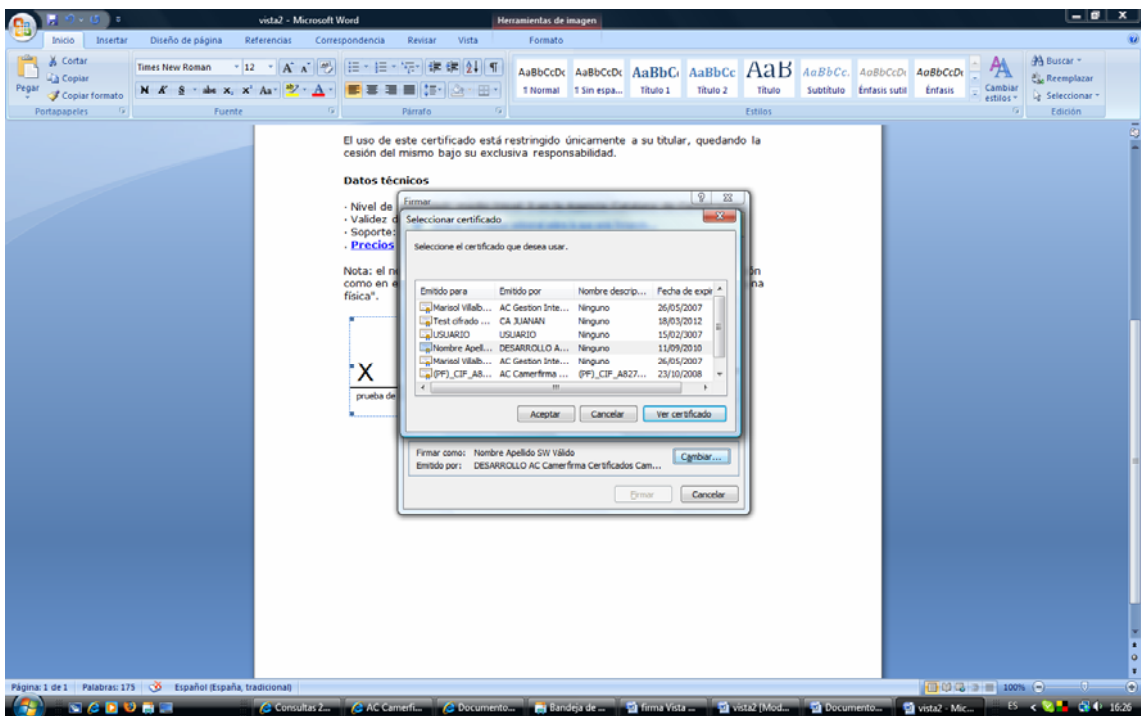 vista2 - Microsoft Word
Herramientas de imagen
Inicio Insertar Diseño de página Referencias Correspondencia Revisar Vista Formato
Pegar
Cortar
Copiar
Copiar formato
Portapapeles
Times New Roman 12
N K S abc x, x' Aa
Fuente
Párrafo
AaBbCcDc AaBbCcDc AaBbC AaBbCc AaB AaBbCc. AaBbCcDi AaBbCcDi
¶ Normal ¶ Sin espa... Título 1 Título 2 Título Subtítulo Énfasis sutil Énfasis
Cambiar estilos
Estilos
Buscar
Reemplazar
Seleccionar
Edición
El uso de este certificado está restringido únicamente a su titular, quedando la
cesión del mismo bajo su exclusiva responsabilidad.
Datos técnicos
· Nivel de
· Validez d
· Soporte:
. Precios
Nota: el n
ón
como en e
na
física".
X
prueba de
Firmar
Seleccionar certificado
Seleccione el certificado que desea usar.
Emitido para Emitido por Nombre descrip... Fecha de expir
Marisol Villalb... AC Gestion Inte... Ninguno 26/05/2007
Test cifrado ... CA JUANAN Ninguno 18/03/2012
USUARIO USUARIO Ninguno 15/02/3007
Nombre Apell... DESARROLLO A... Ninguno 11/09/2010
Marisol Villalb... AC Gestion Inte... Ninguno 26/05/2007
(PF)_CIF_A8... AC Camerfirma ... (PF)_CIF_A827... 23/10/2008
Aceptar Cancelar Ver certificado
Firmar como: Nombre Apellido SW Válido
Emitido por: DESARROLLO AC Camerfirma Certificados Cam...
Cambiar...
Firmar Cancelar
Página: 1 de 1 Palabras: 175 Español (España, tradicional) 100%
Consultas 2... AC Camerfi... Documento... Bandeja de ... firma Vista ... vista2 [Mod... Documento... vista2 - Mic... ES 16:26